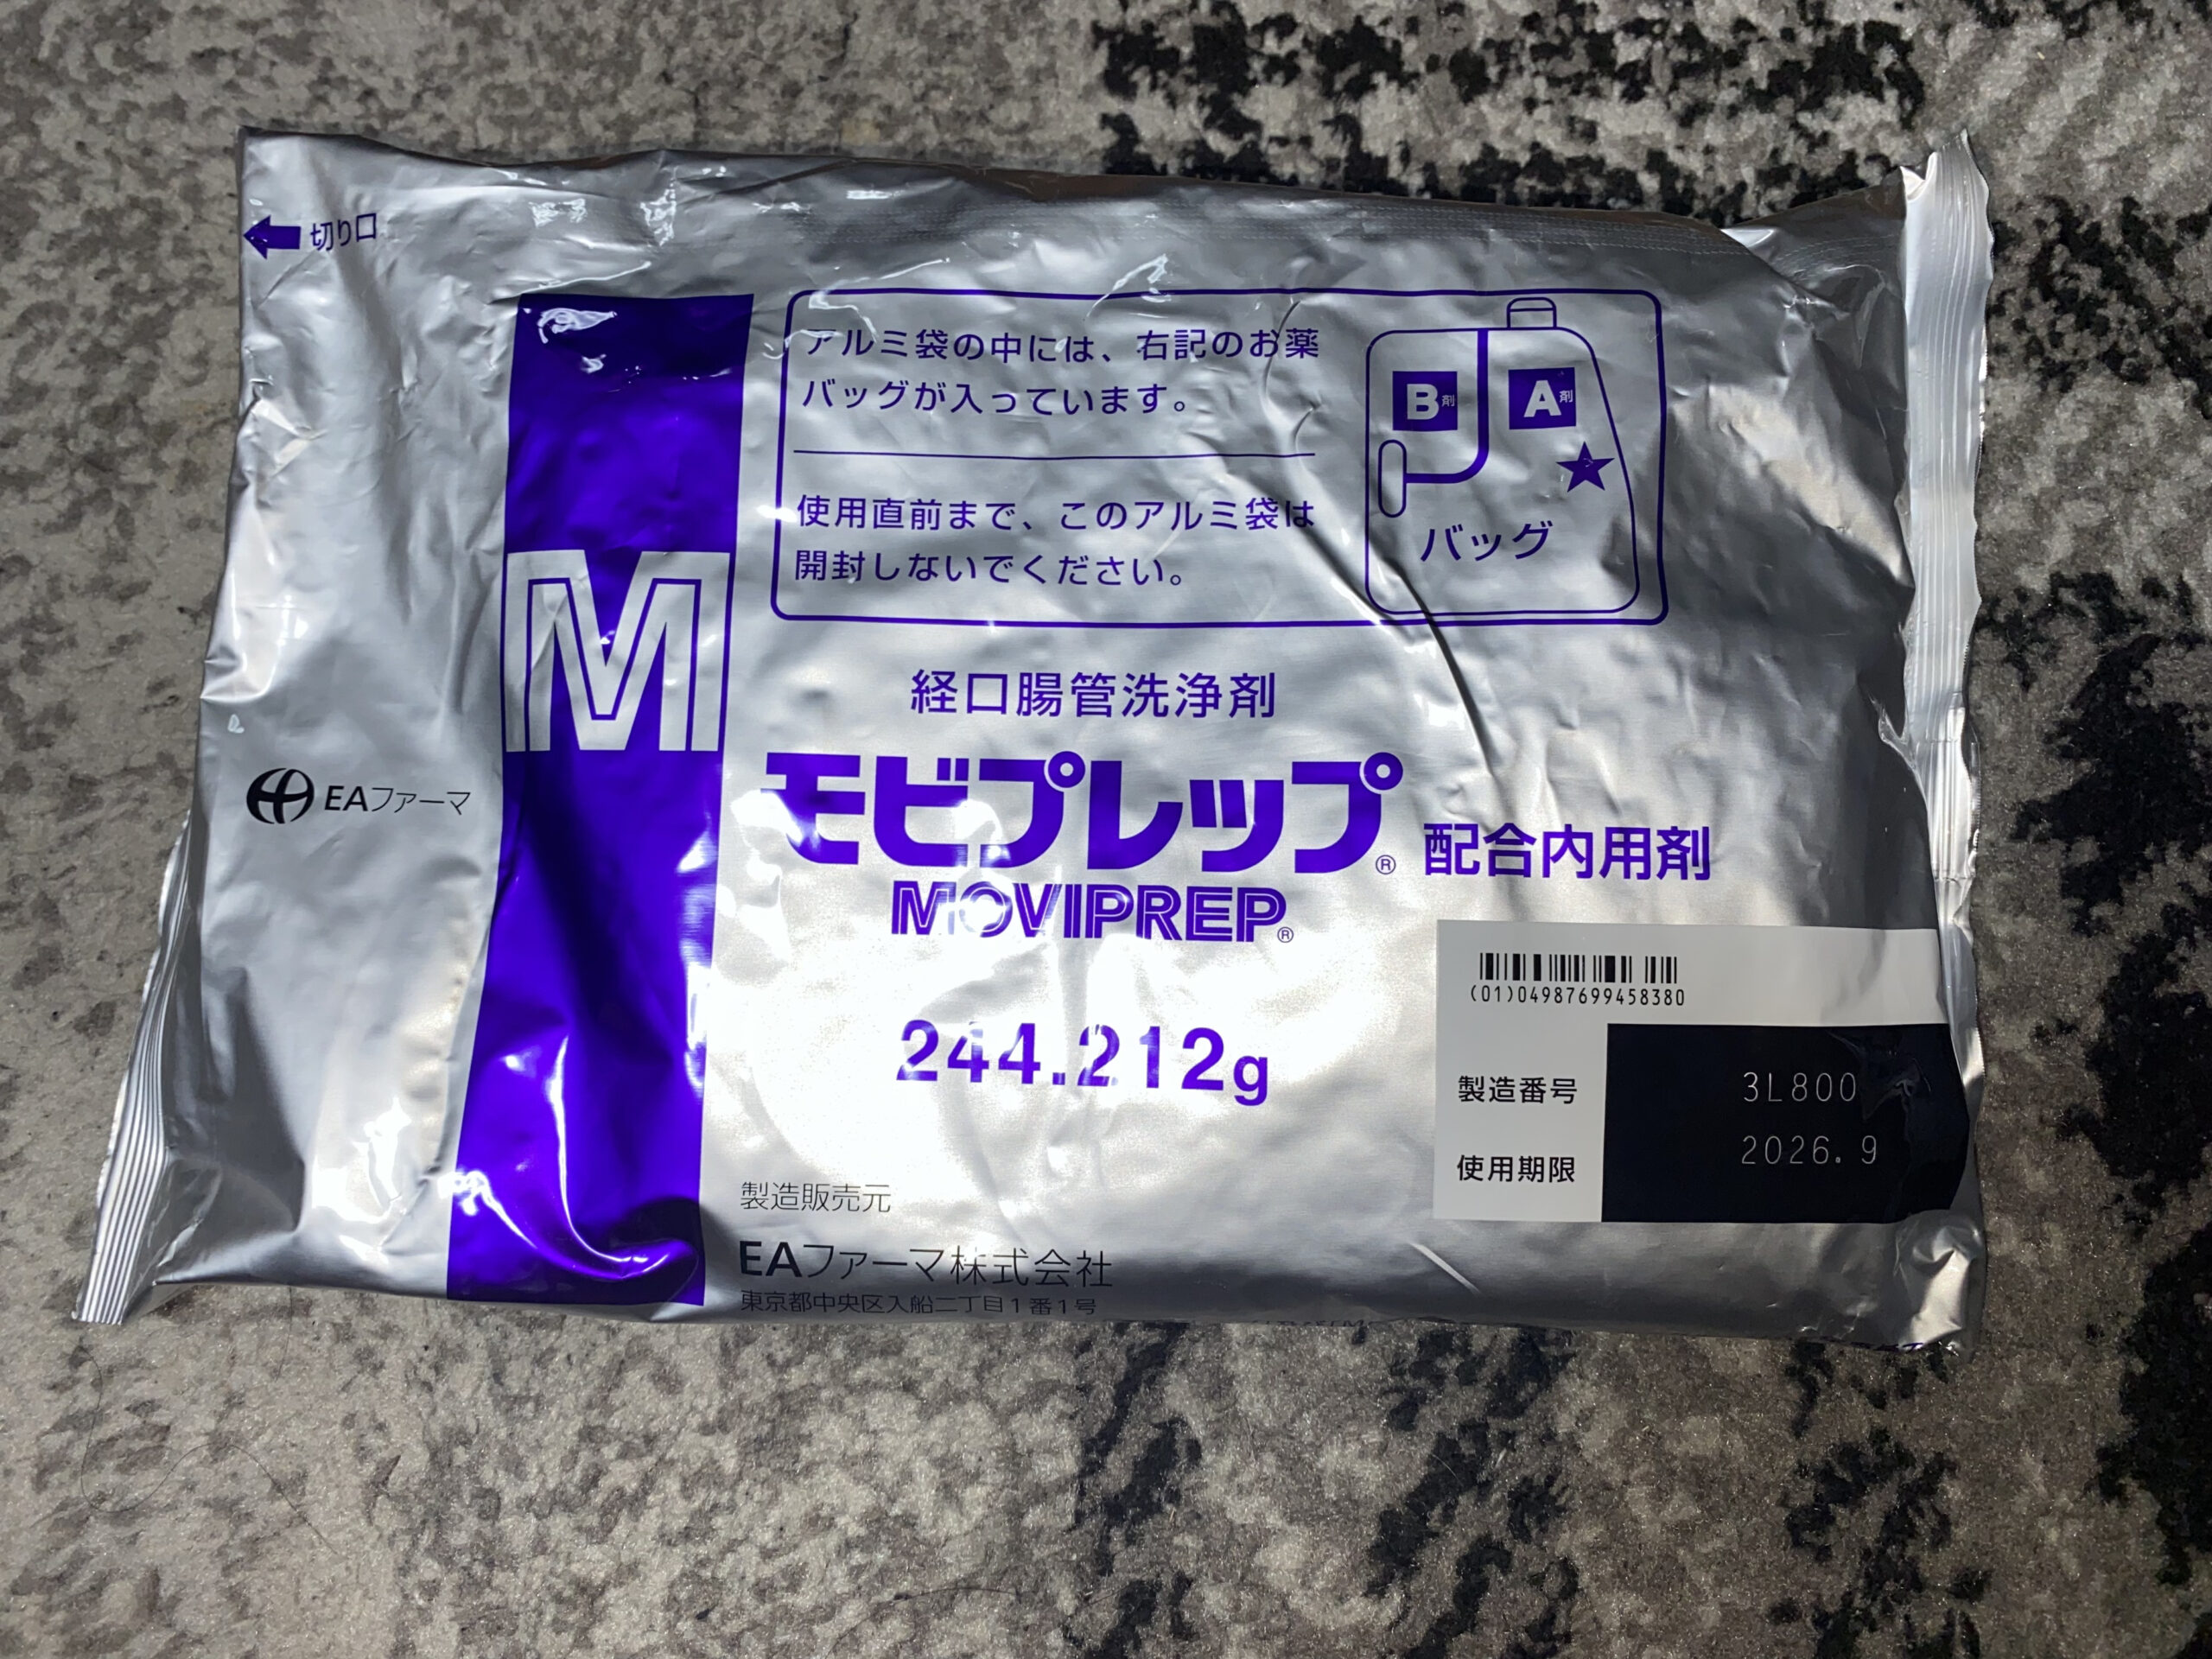 切り口
アルミ袋の中には、右記のお薬
バッグが入っています。
使用直前まで、このアルミ袋は
開封しないでください。
B剤
A剤
バッグ
M
経口腸管洗浄剤
EAファーマ
モビプレップ® 配合内用剤
MOVIPREP®
244.212g
(01)04987699458380
製造番号 3L800
使用期限 2026.9
製造販売元
EAファーマ株式会社
東京都中央区入船二丁目1番1号